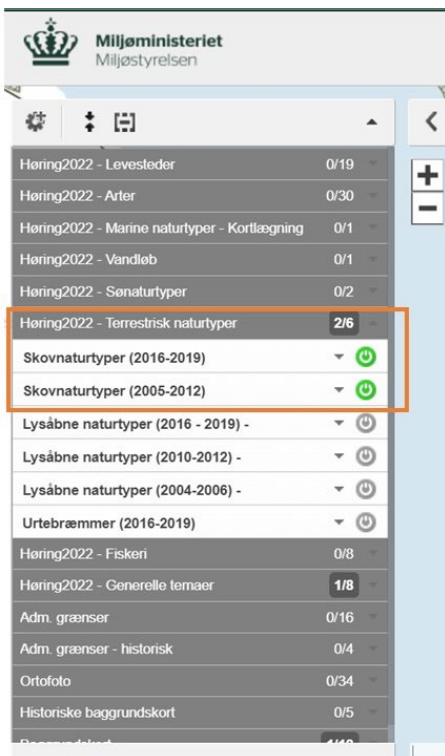 Miljøministeriet
Miljøstyrelsen
Høring2022 - Levesteder 0/19
Høring2022 - Arter 0/30
Høring2022 - Marine naturtyper - Kortlægning 0/1
Høring2022 - Vandløb 0/1
Høring2022 - Sønaturtyper 0/2
Høring2022 - Terrestrisk naturtyper 2/6
Skovnaturtyper (2016-2019)
Skovnaturtyper (2005-2012)
Lysåbne naturtyper (2016 - 2019) -
Lysåbne naturtyper (2010-2012) -
Lysåbne naturtyper (2004-2006) -
Urtebræmmer (2016-2019)
Høring2022 - Fiskeri 0/8
Høring2022 - Generelle temaer 1/8
Adm. grænser 0/16
Adm. grænser - historisk 0/4
Ortofoto 0/34
Historiske baggrundskort 0/5